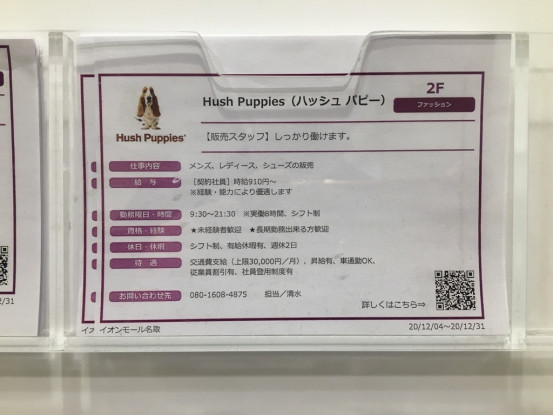 Hush Puppies（ハッシュ パピー）
2F
ファッション
Hush Puppies
【販売スタッフ】しっかり働けます。
仕事内容 メンズ、レディース、シューズの販売
給与 ［契約社員］時給910円～
※経験・能力により優遇します
勤務曜日・時間 9:30～21:30 ※実働8時間、シフト制
資格・経験 ★未経験者歓迎 ★長期勤務出来る方歓迎
休日・休暇 シフト制、有給休暇有、週休2日
待遇 交通費支給（上限30,000円／月）、昇給有、車通勤OK、
従業員割引有、社員登用制度有
お問い合わせ先 080-1608-4875 担当／清水
詳しくはこちら⇒
イオンモール名取
20/12/04～20/12/31
イオ
/31